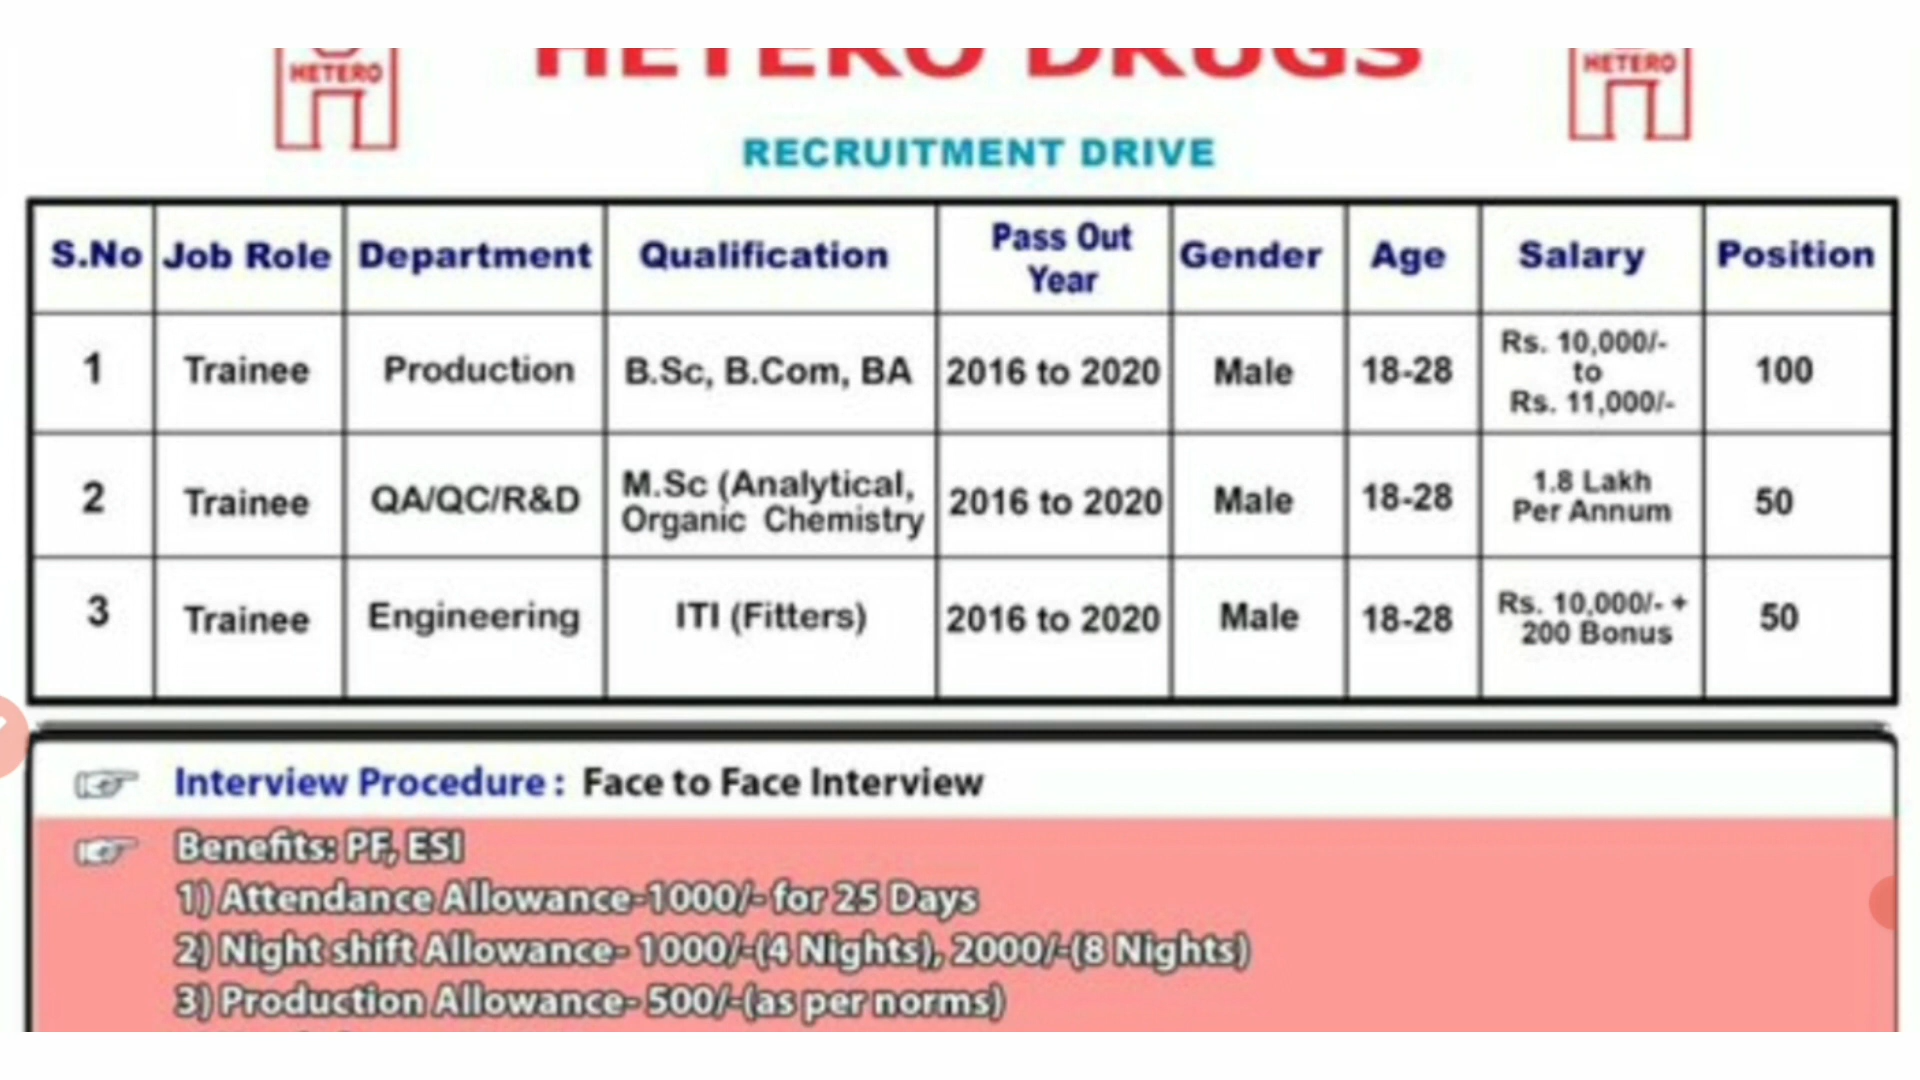 HETERO
HETERO DRUGS
HETERO
RECRUITMENT DRIVE
S.No Job Role Department Qualification Pass Out Year Gender Age Salary Position
1 Trainee Production B.Sc, B.Com, BA 2016 to 2020 Male 18-28 Rs. 10,000/- to Rs. 11,000/- 100
2 Trainee QA/QC/R&D M.Sc (Analytical, Organic Chemistry 2016 to 2020 Male 18-28 1.8 Lakh Per Annum 50
3 Trainee Engineering ITI (Fitters) 2016 to 2020 Male 18-28 Rs. 10,000/- + 200 Bonus 50
Interview Procedure : Face to Face Interview
Benefits: PF, ESI
1) Attendance Allowance-1000/- for 25 Days
2) Night shift Allowance- 1000/-(4 Nights), 2000/-(8 Nights)
3) Production Allowance- 500/-(as per norms)